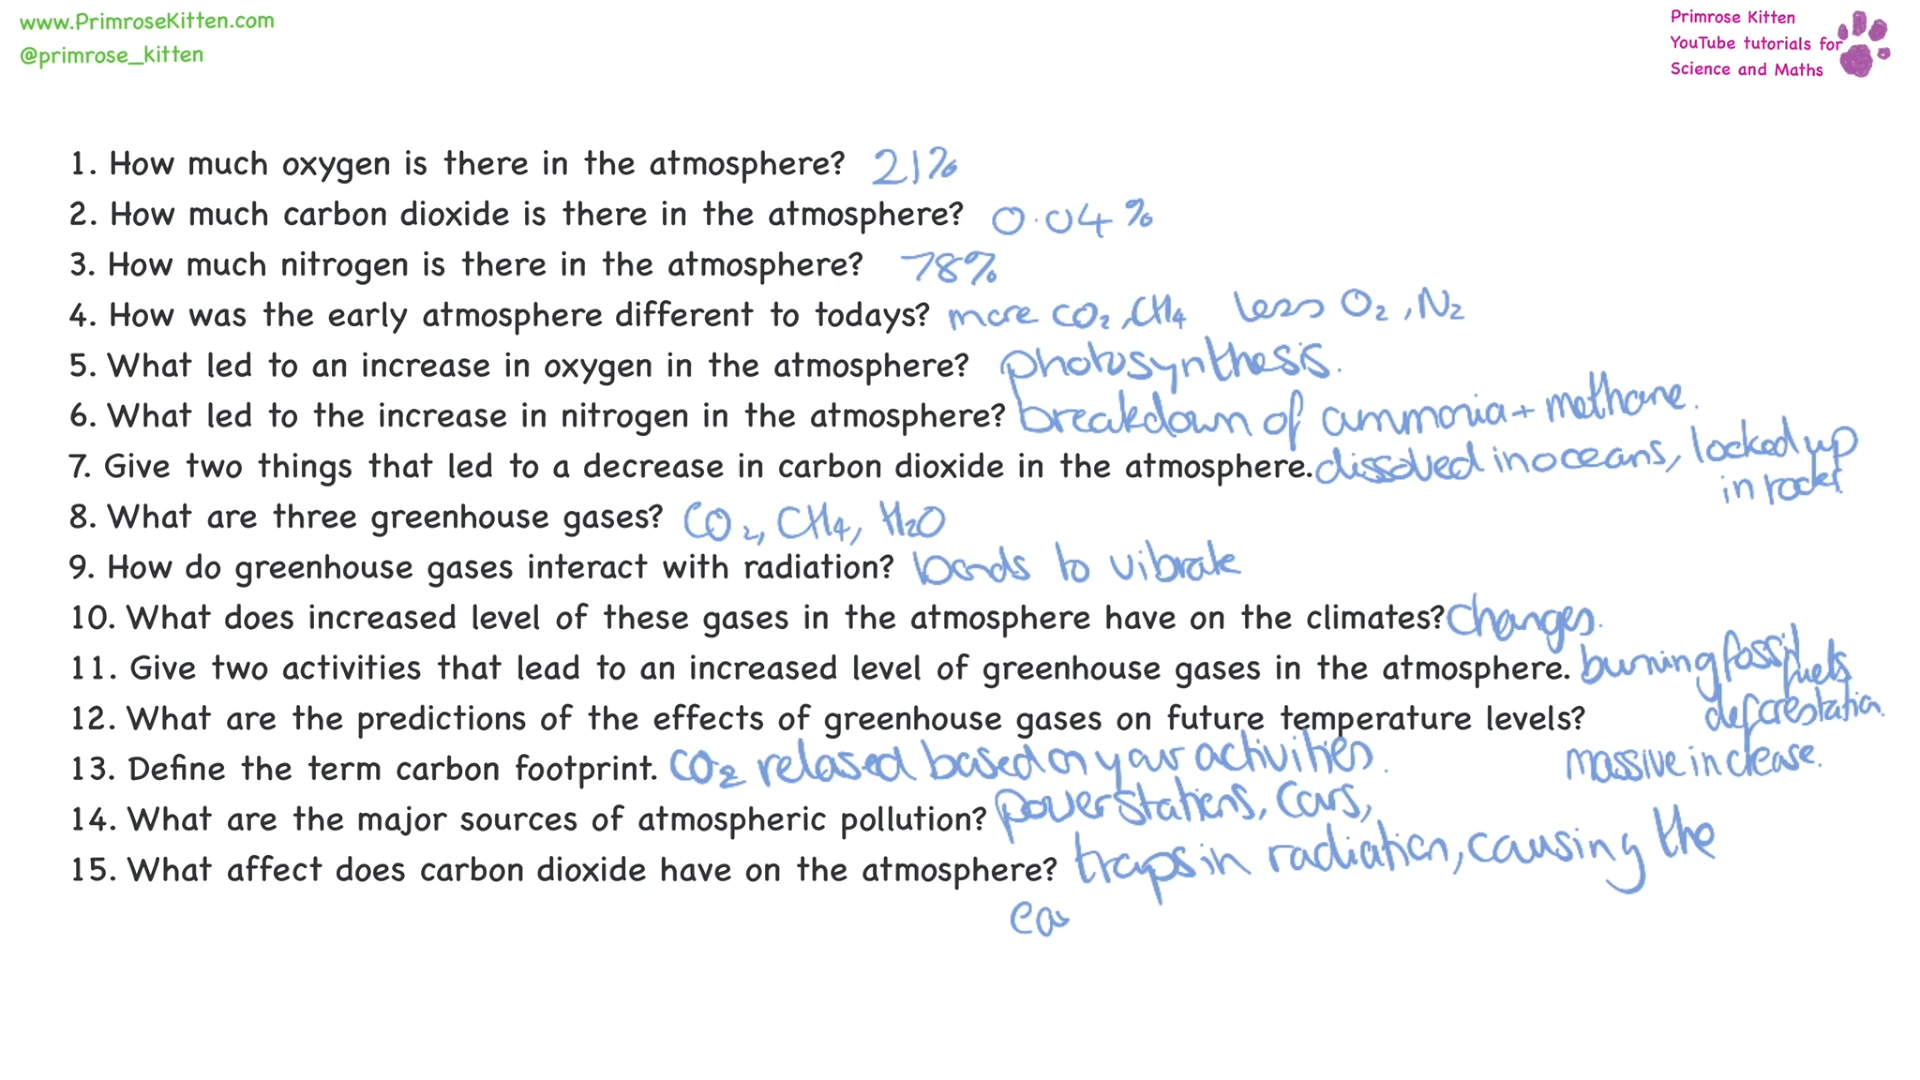 www.PrimroseKitten.com
@primrose_kitten
Primrose Kitten
YouTube tutorials for
Science and Maths
1. How much oxygen is there in the atmosphere? 21%
2. How much carbon dioxide is there in the atmosphere? 0.04%
3. How much nitrogen is there in the atmosphere? 78%
4. How was the early atmosphere different to todays? more CO₂, CH₄ less O₂, N₂
5. What led to an increase in oxygen in the atmosphere? photosynthesis.
6. What led to the increase in nitrogen in the atmosphere? breakdown of ammonia + methane.
7. Give two things that led to a decrease in carbon dioxide in the atmosphere. dissolved in oceans, locked up
in rocks
8. What are three greenhouse gases? CO₂, CH₄, H₂O
9. How do greenhouse gases interact with radiation? bonds to vibrate
10. What does increased level of these gases in the atmosphere have on the climates? changes.
11. Give two activities that lead to an increased level of greenhouse gases in the atmosphere. burning fossil fuels
deforestation.
12. What are the predictions of the effects of greenhouse gases on future temperature levels?
massive increase.
13. Define the term carbon footprint. CO₂ relased based on your activities.
14. What are the major sources of atmospheric pollution? power stations, cars,
15. What affect does carbon dioxide have on the atmosphere? traps in radiation, causing the
ea